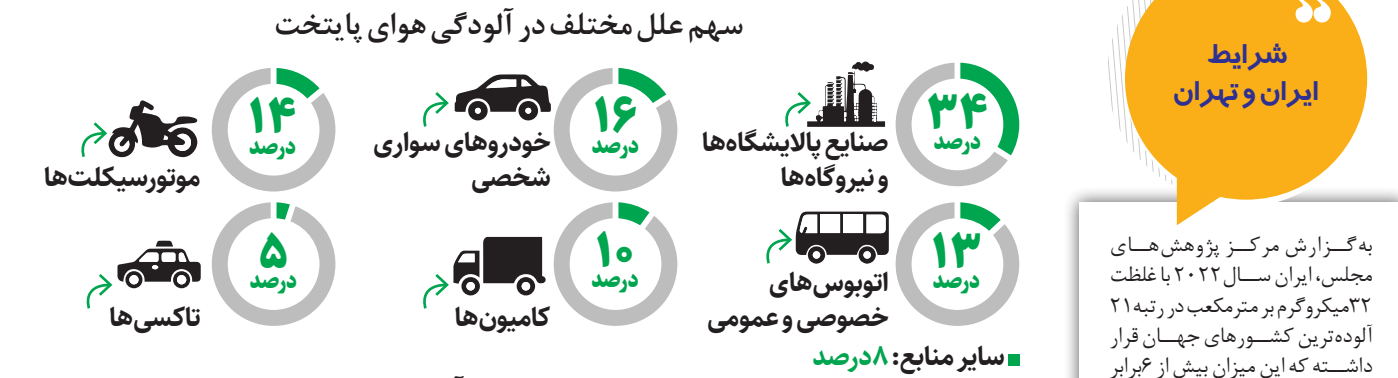 سهم علل مختلف در آلودگی هوای پایتخت
۳۴
درصد
صنایع پالایشگاه‌ها
و نیروگاه‌ها
۱۶
درصد
خودروهای سواری
شخصی
۱۴
درصد
موتورسیکلت‌ها
۱۳
درصد
اتوبوس‌های
خصوصی و عمومی
۱۰
درصد
کامیون‌ها
۵
درصد
تاکسی‌ها
سایر منابع: ۸درصد
شرایط
ایران و تهران
به گزارش مرکز پژوهش‌های
مجلس، ایران سال ۲۰۲۲ با غلظت
۳۲میکروگرم بر مترمکعب در رتبه ۲۱
آلوده‌ترین کشورهای جهان قرار
داشته که این میزان بیش از ۶برابر